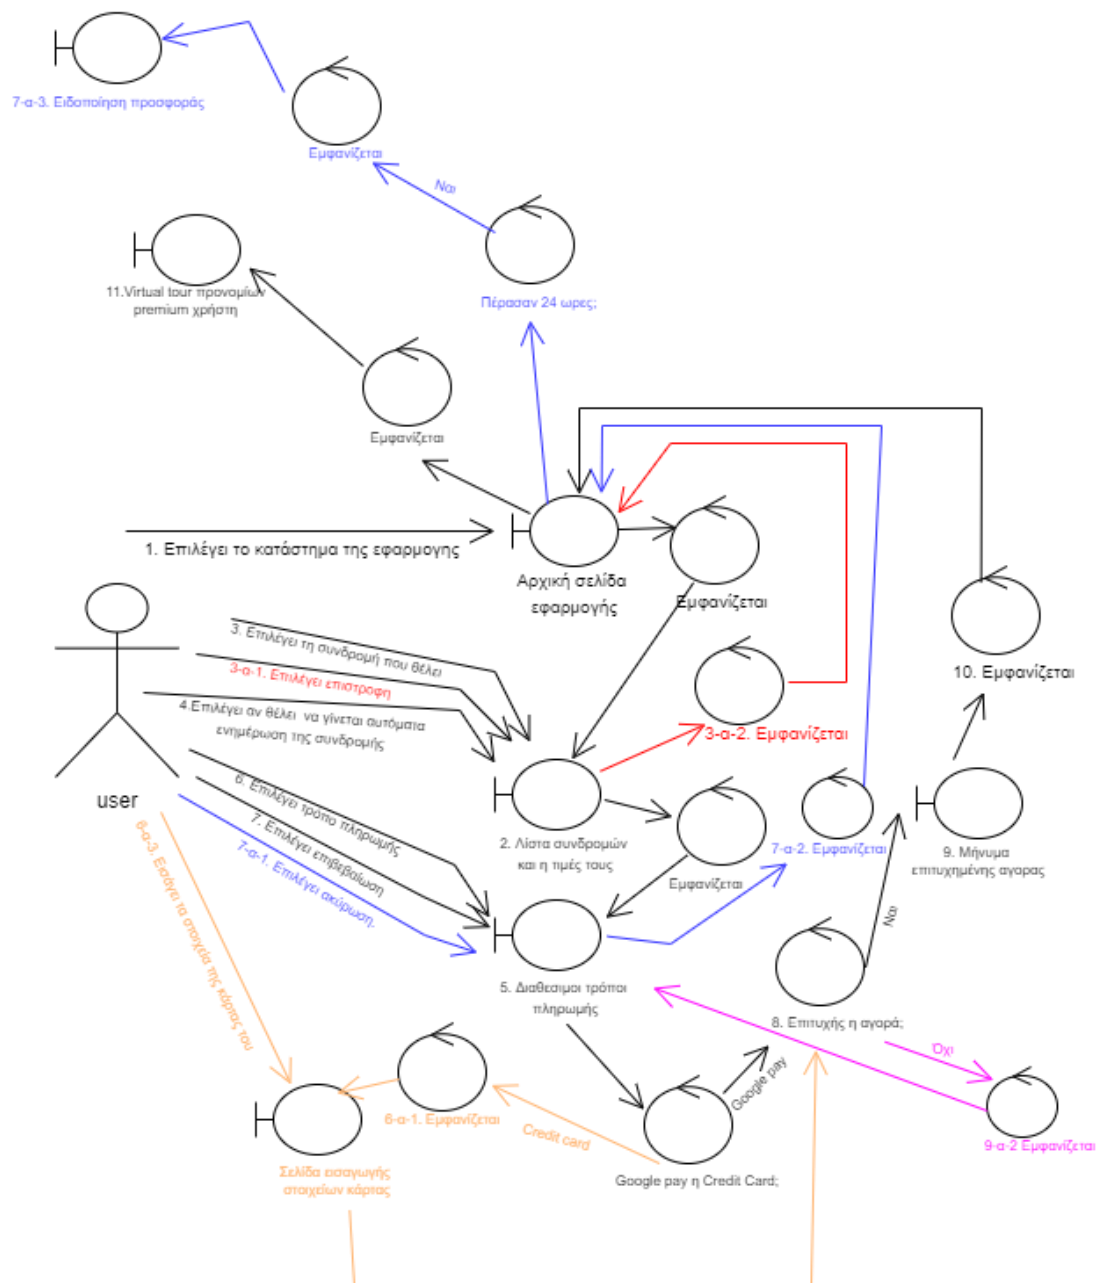 7-α-3. Ειδοποίηση προσφοράς
Εμφανίζεται
Ναι
11.Virtual tour προνομίων
premium χρήστη
Πέρασαν 24 ωρες;
Εμφανίζεται
1. Επιλέγει το κατάστημα της εφαρμογης
Αρχική σελίδα
εφαρμογής
Εμφανίζεται
3. Επιλέγει τη συνδρομή που θέλει
3-α-1. Επιλέγει επιστροφη
4.Επιλέγει αν θέλει να γίνεται αυτόματα
ενημέρωση της συνδρομής
10. Εμφανίζεται
3-α-2. Εμφανίζεται
user
6. Επιλέγει τρόπο πληρωμής
7. Επιλέγει επιβεβαίωση
7-α-1. Επιλέγει ακύρωση.
6-α-3. Εισάγει τα στοιχεία της κάρτας του
2. Λίστα συνδρομών
και η τιμές τους
Εμφανίζεται
7-α-2. Εμφανίζεται
9. Μήνυμα
επιτυχημένης αγορας
Ναι
5. Διαθεσιμοι τρόποι
πληρωμής
8. Επιτυχής η αγορά;
Όχι
Google pay
6-α-1. Εμφανίζεται
Credit card
9-α-2 Εμφανίζεται
Σελίδα εισαγωγής
στοιχείων κάρτας
Google pay η Credit Card;